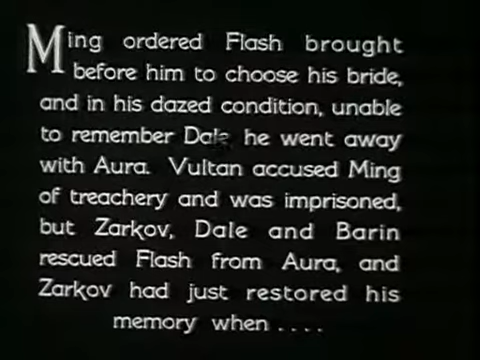 Ming ordered Flash brought
before him to choose his bride,
and in his dazed condition, unable
to remember Dale he went away
with Aura. Vultan accused Ming
of treachery and was imprisoned,
but Zarkov, Dale and Barin
rescued Flash from Aura, and
Zarkov had just restored his
memory when . . . .